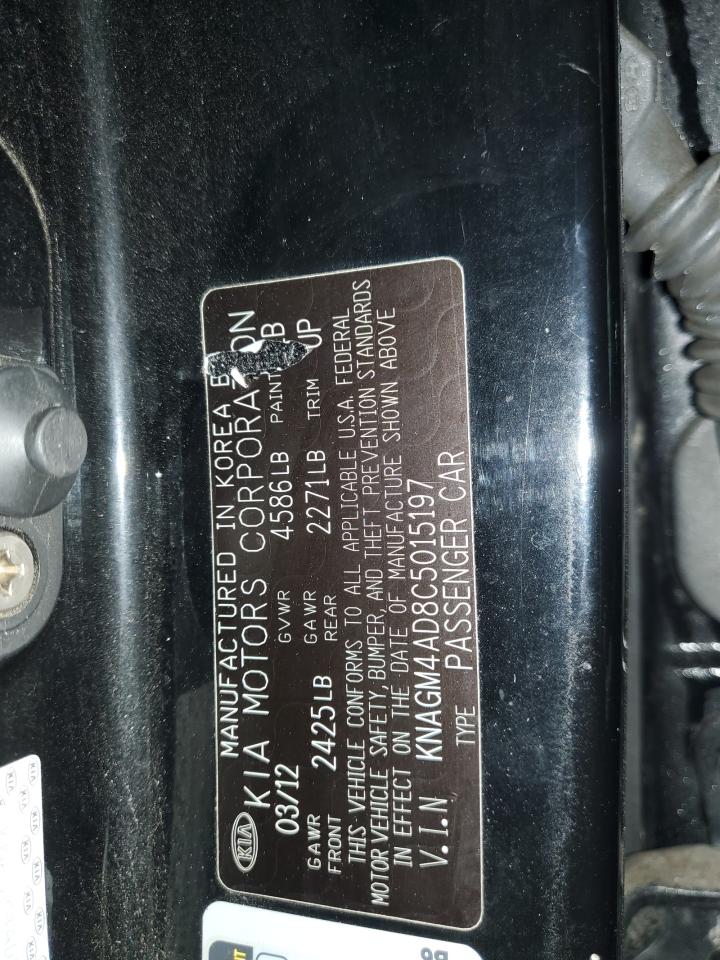 MANUFACTURED IN KOREA B
KIA KIA MOTORS CORPORA ON
03/12 GVWR 4586LB PAINT B
GAWR FRONT 2425LB GAWR REAR 2271LB TRIM UP
THIS VEHICLE CONFORMS TO ALL APPLICABLE U.S.A. FEDERAL
MOTOR VEHICLE SAFETY, BUMPER, AND THEFT PREVENTION STANDARDS
IN EFFECT ON THE DATE OF MANUFACTURE SHOWN ABOVE
V.I.N KNAGM4AD8C5015197
TYPE PASSENGER CAR